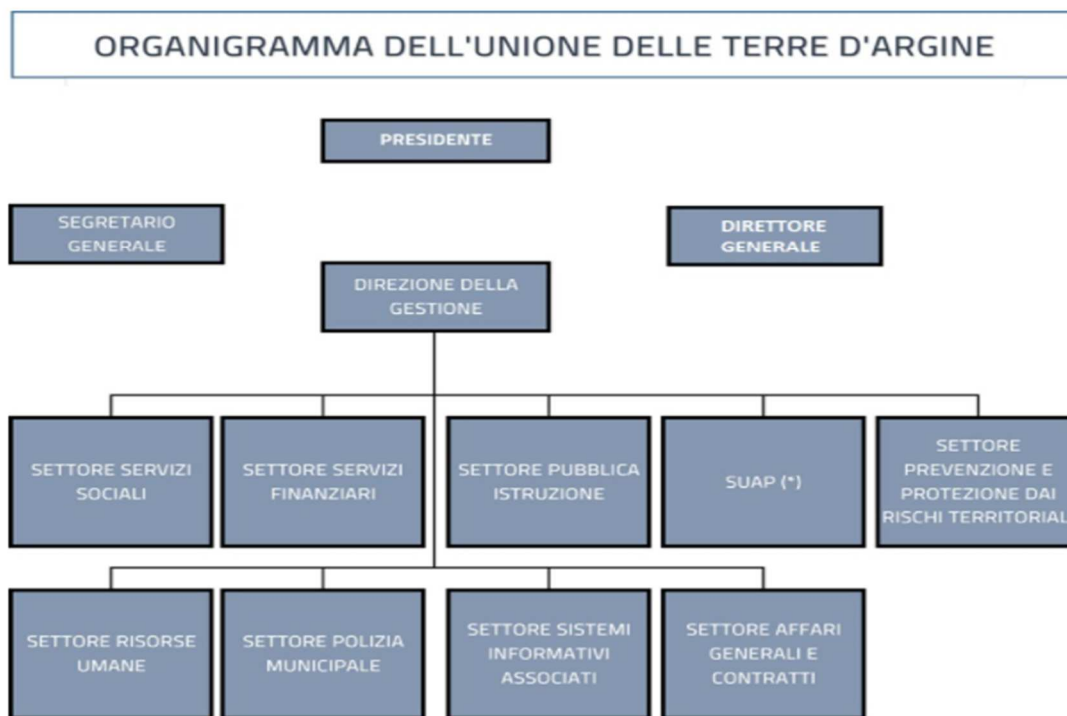 ORGANIGRAMMA DELL'UNIONE DELLE TERRE D'ARGINE
PRESIDENTE
SEGRETARIO
GENERALE
DIRETTORE
GENERALE
DIREZIONE DELLA
GESTIONE
SETTORE SERVIZI
SOCIALI
SETTORE SERVIZI
FINANZIARI
SETTORE PUBBLICA
ISTRUZIONE
SUAP (*)
SETTORE
PREVENZIONE E
PROTEZIONE DAI
RISCHI TERRITORIAL
SETTORE RISORSE
UMANE
SETTORE POLIZIA
MUNICIPALE
SETTORE SISTEMI
INFORMATIVI
ASSOCIATI
SETTORE AFFARI
GENERALI E
CONTRATTI